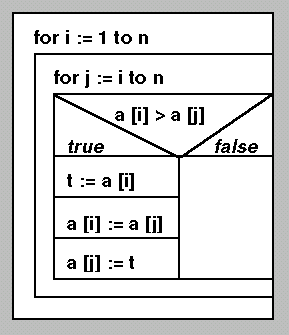 for i := 1 to n
for j := i to n
a [i] > a [j]
true false
t := a [i]
a [i] := a [j]
a [j] := t